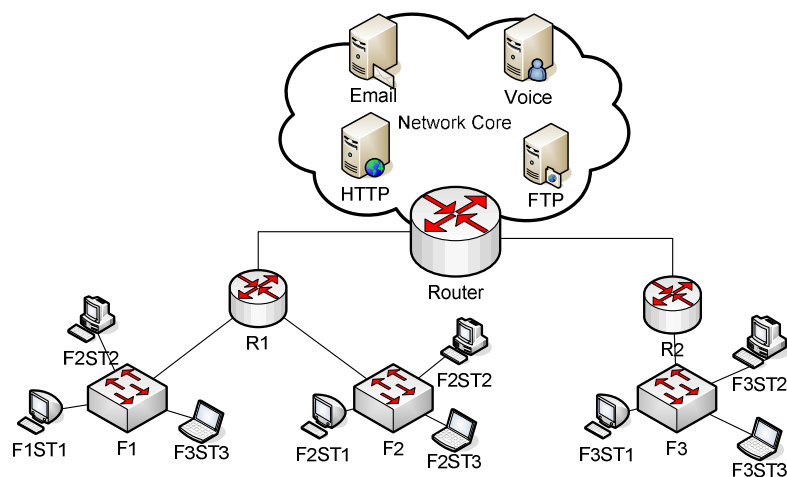 Email
Voice
Network Core
HTTP
FTP
Router
R1
R2
F2ST2
F2ST2
F3ST2
F1ST1
F1
F3ST3
F2ST1
F2
F2ST3
F3ST1
F3
F3ST3